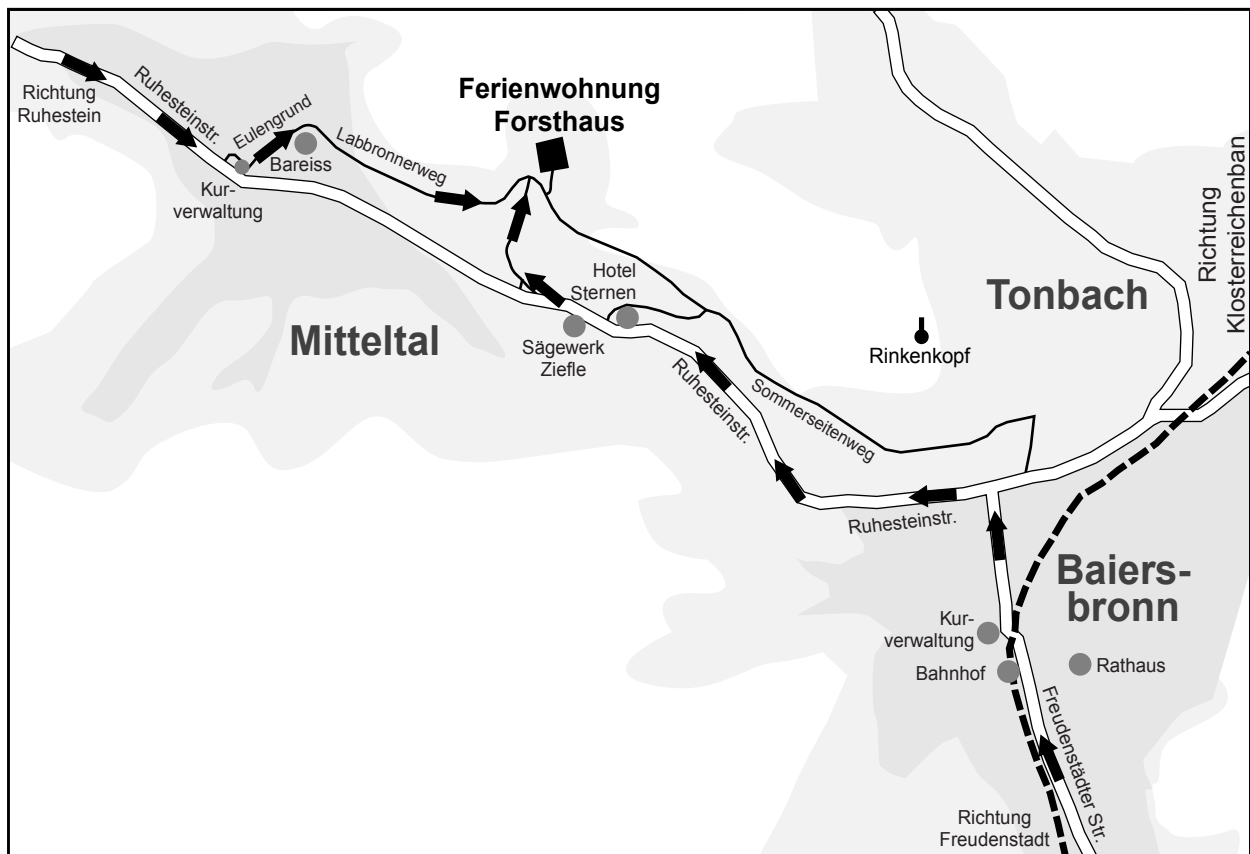 Richtung
Ruhestein
Ruhesteinstr.
Eulengrund
Bareiss
Labbronnerweg
Kur-
verwaltung
Ferienwohnung
Forsthaus
Hotel
Sternen
Mitteltal
Sägewerk
Ziefle
Ruhesteinstr.
Sommerseitenweg
Rinkenkopf
Tonbach
Richtung
Klosterreichenban
Ruhesteinstr.
Baiers-
bronn
Kur-
verwaltung
Bahnhof
Rathaus
Freudenstädter Str.
Richtung
Freudenstadt